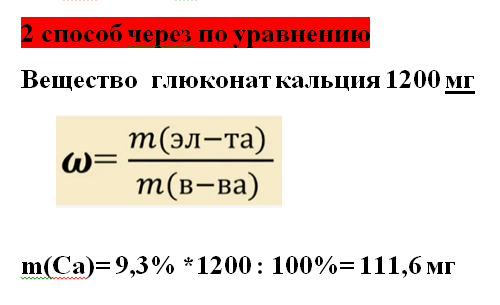 2 способ через по уравнению
Вещество глюконат кальция 1200 мг
ω= m(эл−та) / m(в−ва)
m(Ca)= 9,3% *1200 : 100%= 111,6 мг